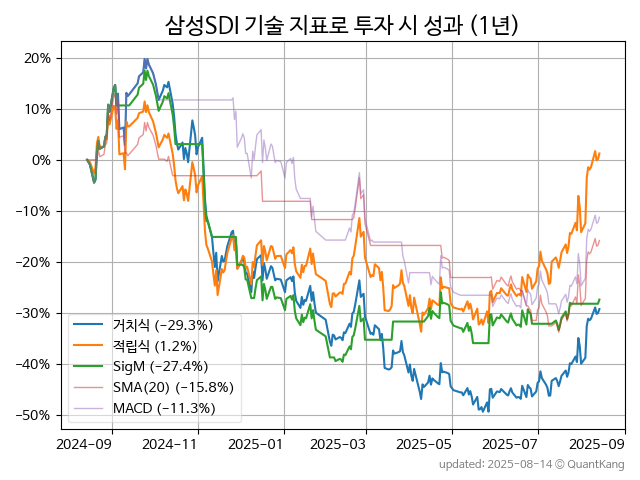 삼성SDI 기술 지표로 투자 시 성과 (1년)
20%
10%
0%
−10%
−20%
−30%
−40%
−50%
거치식 (−29.3%)
적립식 (1.2%)
SigM (−27.4%)
SMA(20) (−15.8%)
MACD (−11.3%)
2024-09
2024-11
2025-01
2025-03
2025-05
2025-07
2025-09
updated: 2025-08-14 © QuantKang